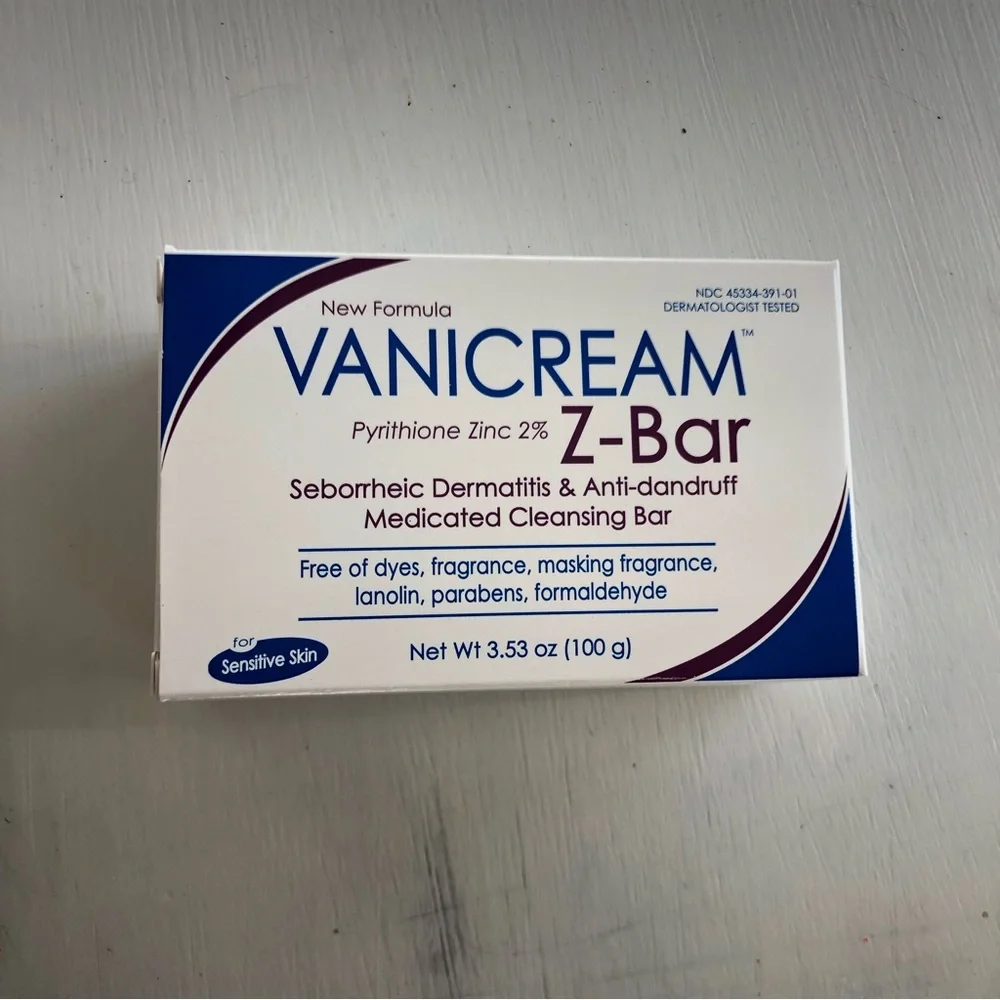 New Formula
NDC 45334-391-01
DERMATOLOGIST TESTED
VANICREAM™
Pyrithione Zinc 2% Z-Bar
Seborrheic Dermatitis & Anti-dandruff
Medicated Cleansing Bar
Free of dyes, fragrance, masking fragrance,
lanolin, parabens, formaldehyde
for
Sensitive Skin
Net Wt 3.53 oz (100 g)